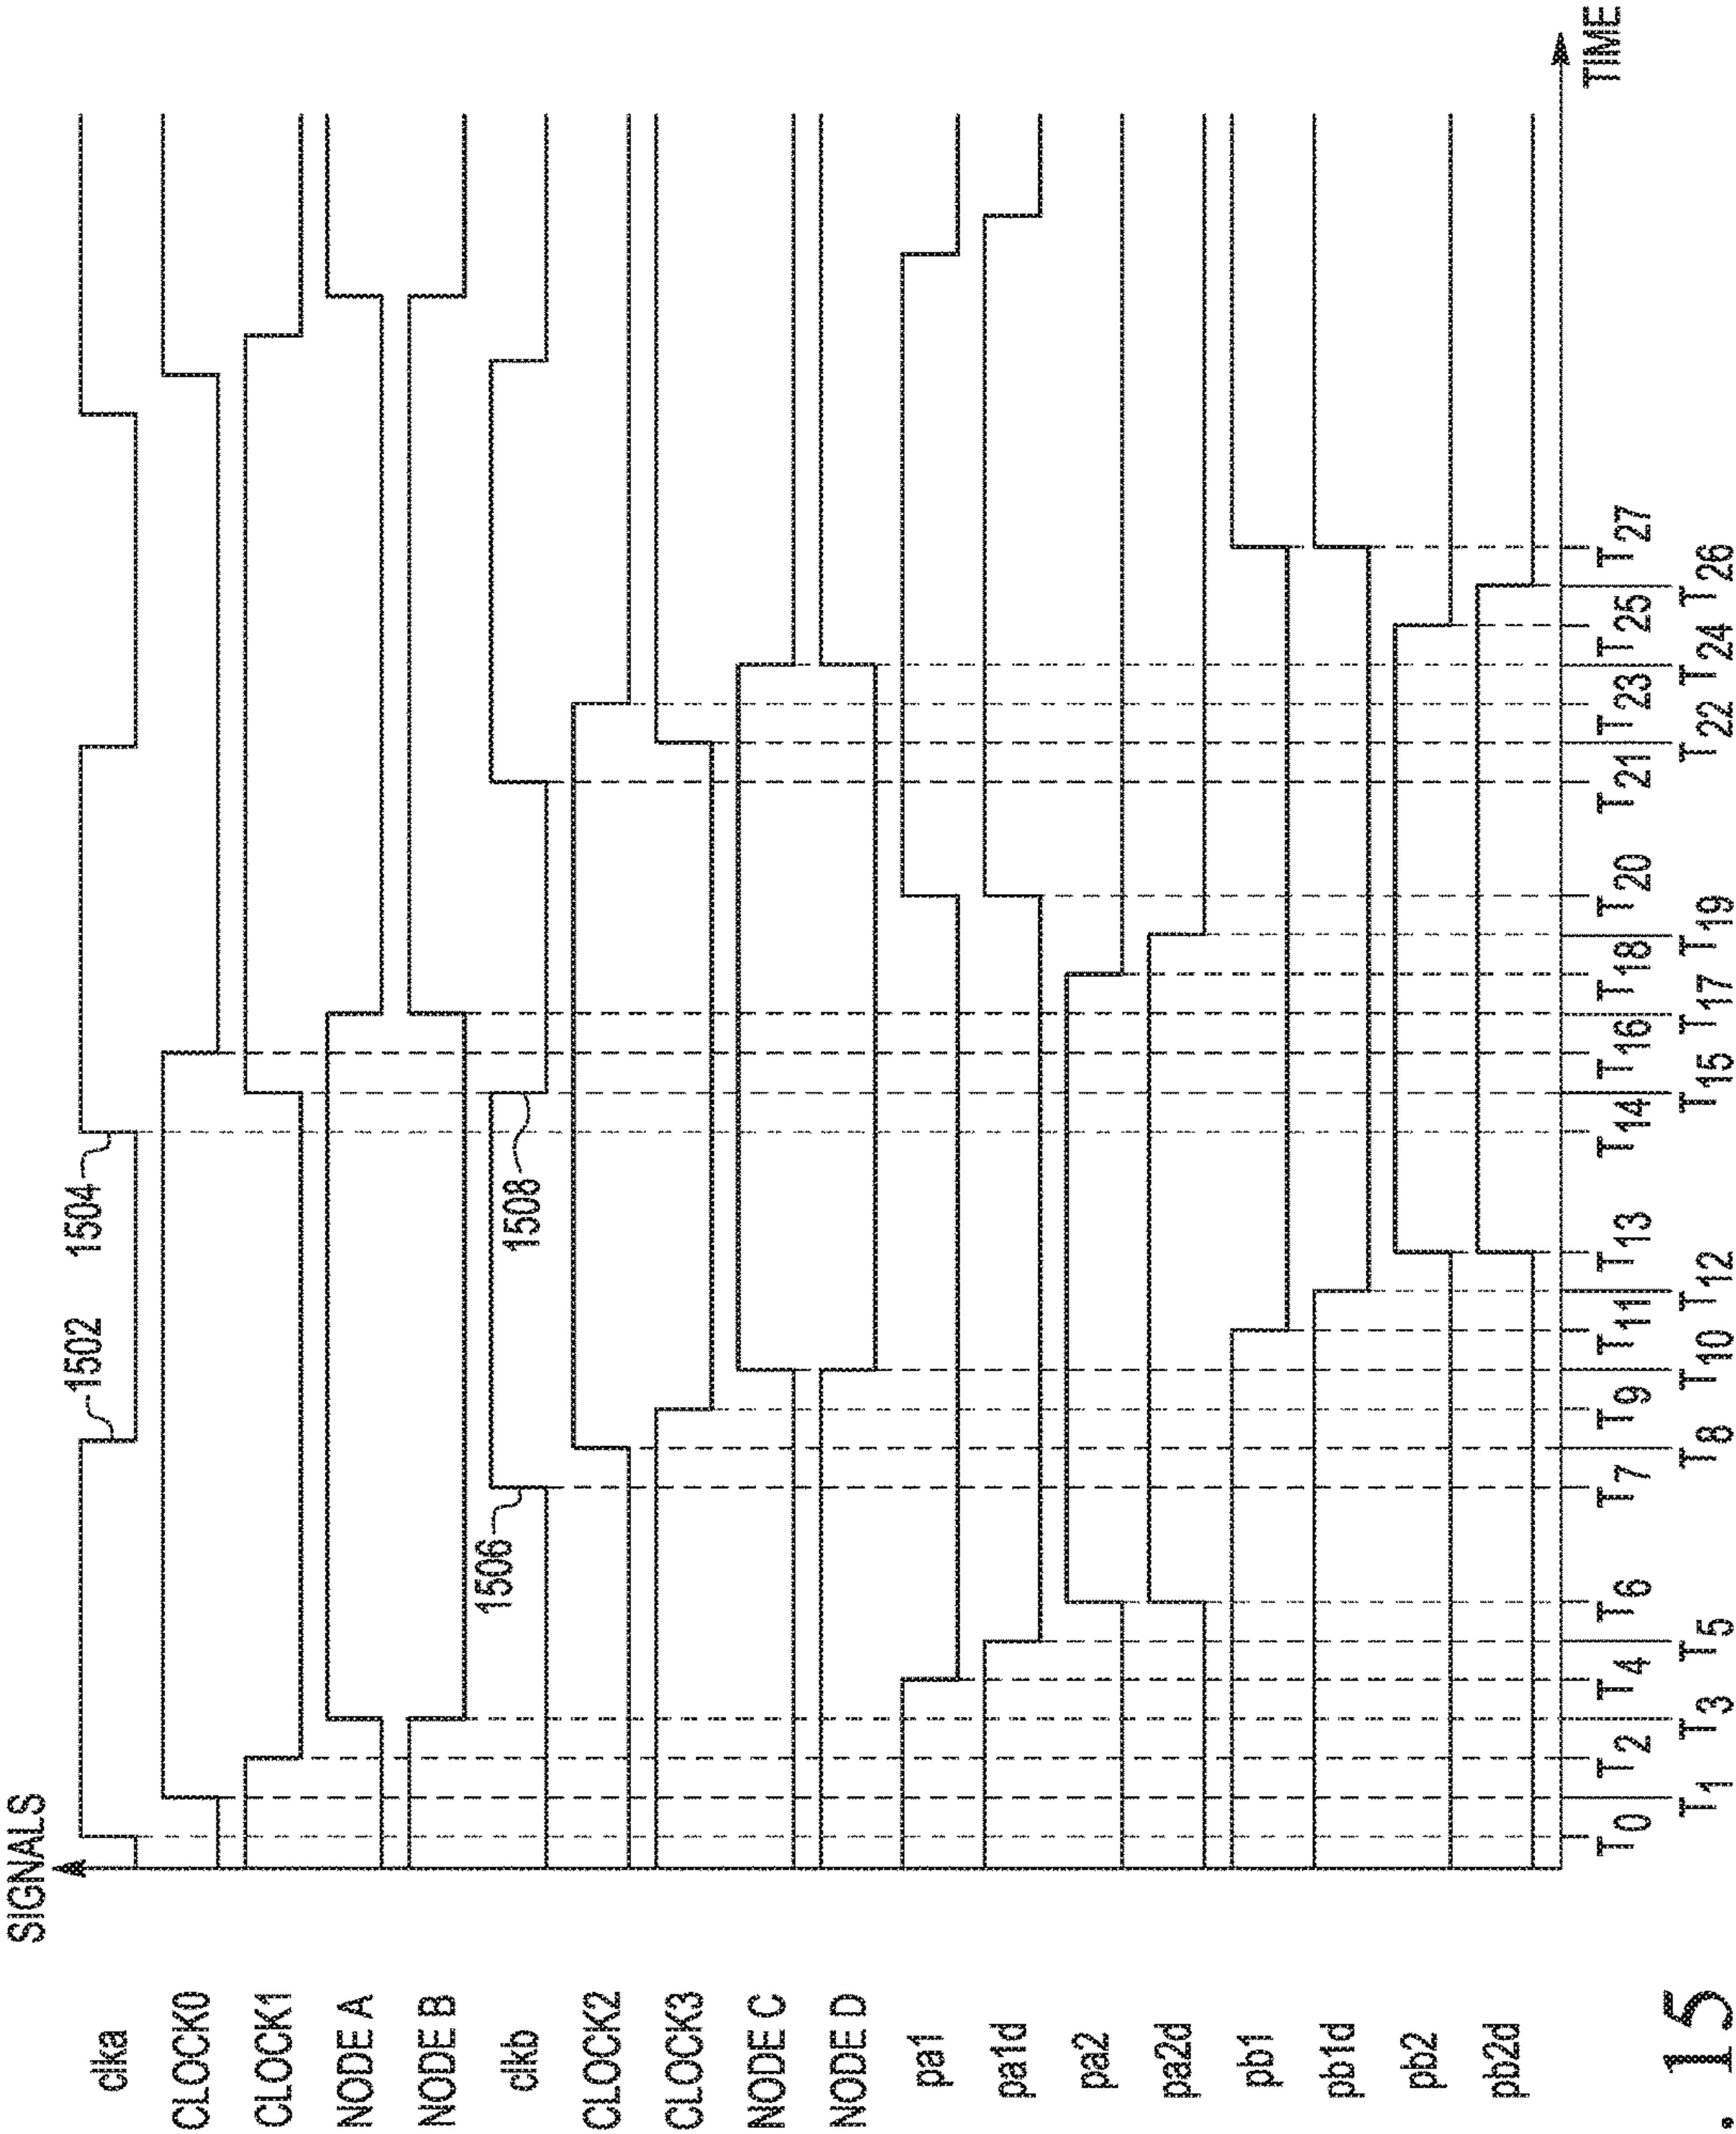 SIGNALS
clka
CLOCK0
CLOCK1
NODE A
NODE B
clkb
CLOCK2
CLOCK3
NODE C
NODE D
pa1
pa1d
pa2
pa2d
pb1
pb1d
pb2
pb2d
1502
1504
1506
1508
T0 T2 T4 T6 T7 T9 T11 T13 T14 T16 T18 T20 T21 T23 T25 T27
T1 T3 T5 T8 T10 T12 T15 T17 T19 T22 T24 T26
TIME
. 15